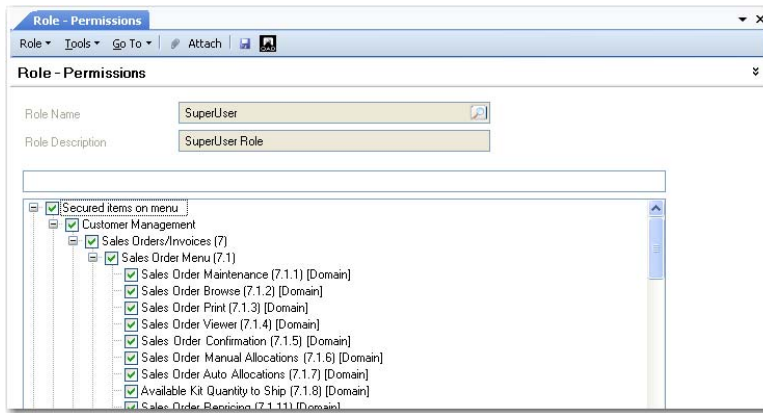 Role - Permissions
Role Tools Go To Attach QAD
Role - Permissions
Role Name SuperUser
Role Description SuperUser Role
Secured items on menu
Customer Management
Sales Orders/Invoices (7)
Sales Order Menu (7.1)
Sales Order Maintenance (7.1.1) [Domain]
Sales Order Browse (7.1.2) [Domain]
Sales Order Print (7.1.3) [Domain]
Sales Order Viewer (7.1.4) [Domain]
Sales Order Confirmation (7.1.5) [Domain]
Sales Order Manual Allocations (7.1.6) [Domain]
Sales Order Auto Allocations (7.1.7) [Domain]
Available Kit Quantity to Ship (7.1.8) [Domain]
Sales Order Repricing (7.1.11) [Domain]